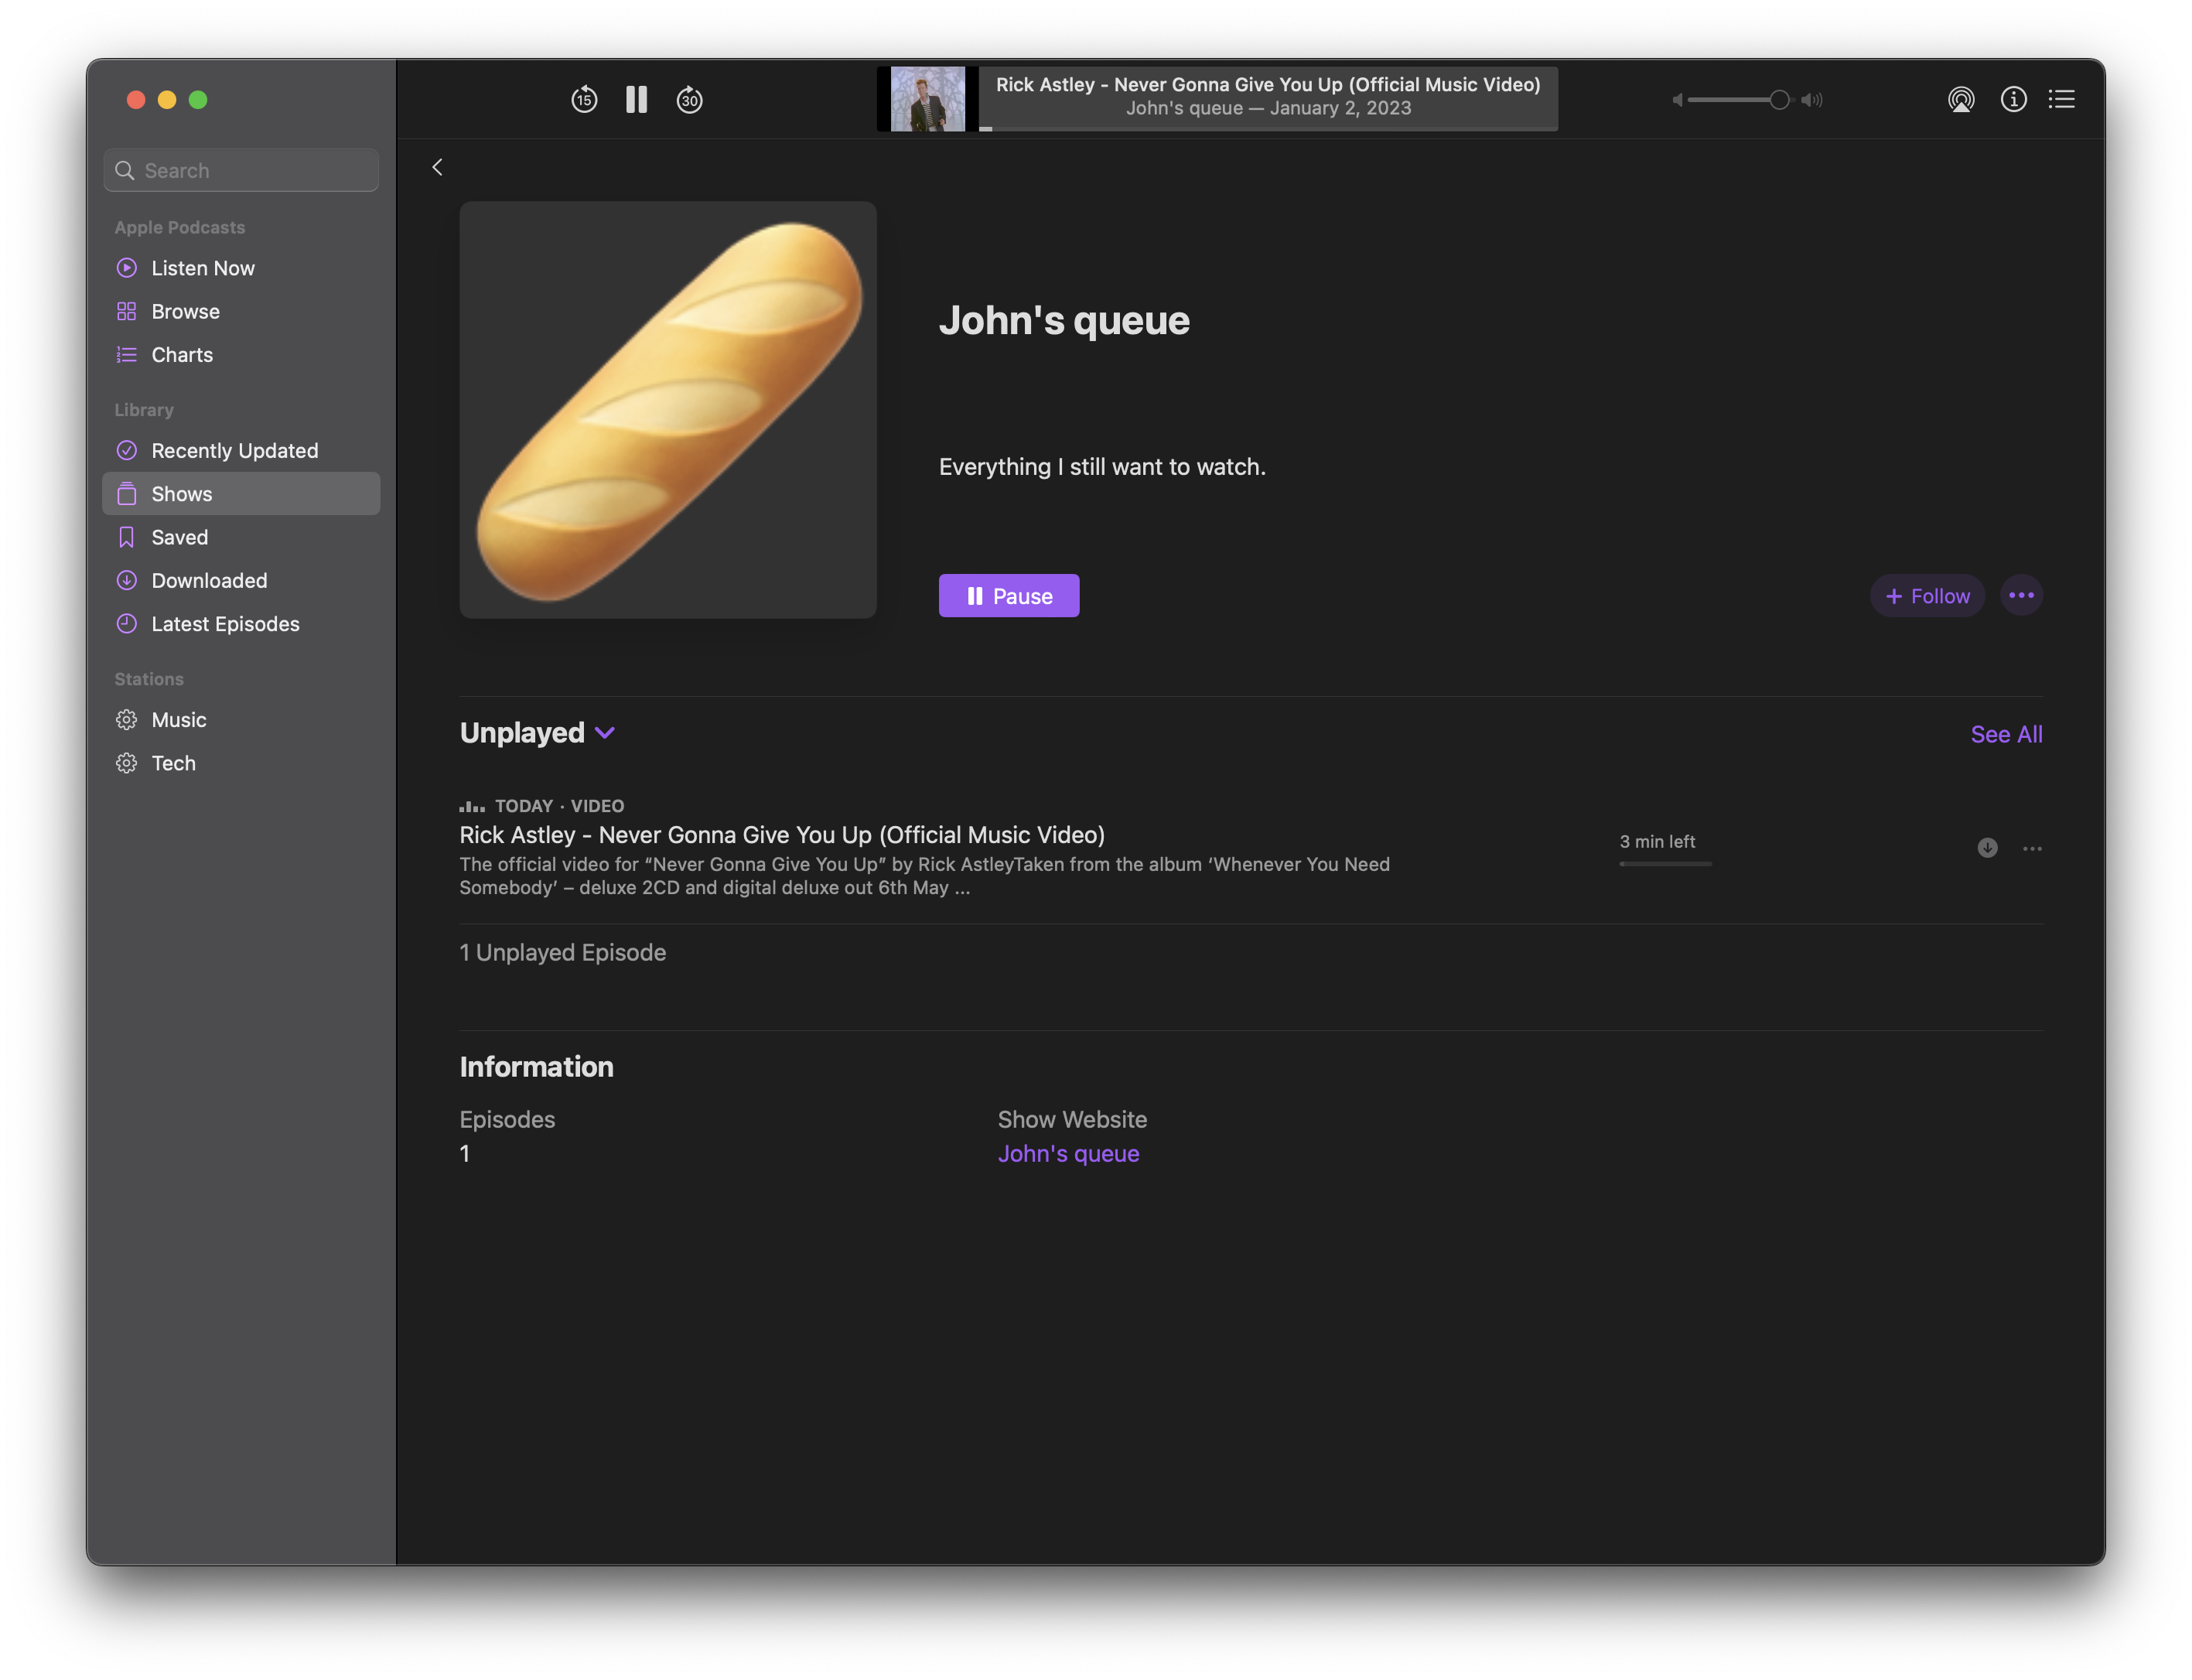 Search
Apple Podcasts
Listen Now
Browse
Charts
Library
Recently Updated
Shows
Saved
Downloaded
Latest Episodes
Stations
Music
Tech
15
30
Rick Astley - Never Gonna Give You Up (Official Music Video)
John's queue — January 2, 2023
John's queue
Everything I still want to watch.
Pause
+ Follow
Unplayed
See All
TODAY · VIDEO
Rick Astley - Never Gonna Give You Up (Official Music Video)
The official video for “Never Gonna Give You Up” by Rick AstleyTaken from the album ‘Whenever You Need
Somebody’ – deluxe 2CD and digital deluxe out 6th May ...
3 min left
1 Unplayed Episode
Information
Episodes
1
Show Website
John's queue